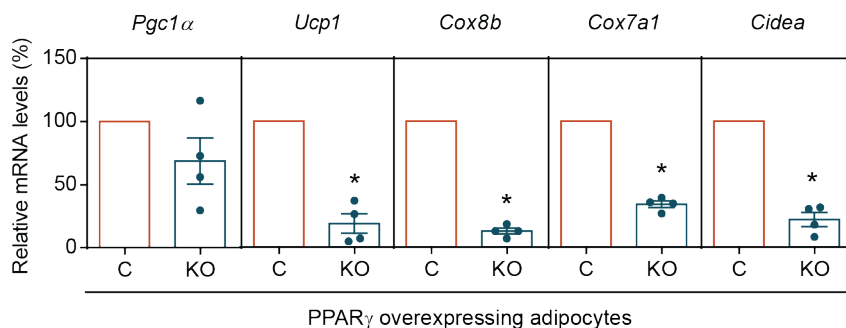 Pgc1α Ucp1 Cox8b Cox7a1 Cidea
Relative mRNA levels (%)
150
100
50
0
* * * *
C KO C KO C KO C KO C KO
PPARγ overexpressing adipocytes